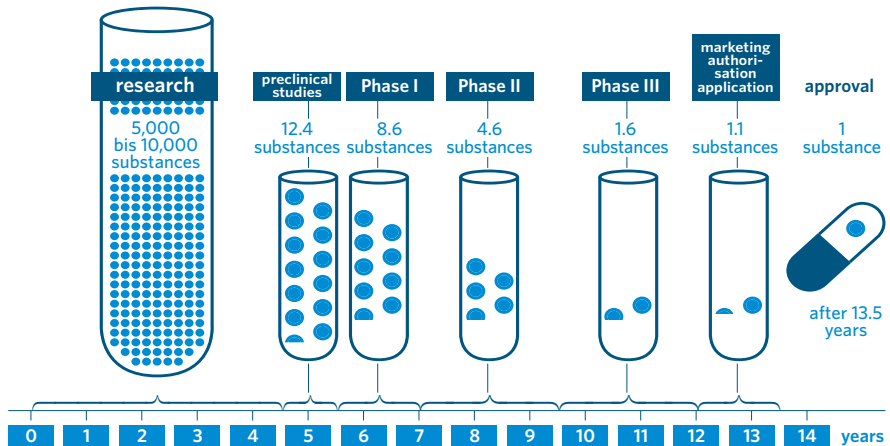 research
5,000
bis 10,000
substances
preclinical
studies
12.4
substances
Phase I
8.6
substances
Phase II
4.6
substances
Phase III
1.6
substances
marketing
authori-
sation
application
1.1
substances
approval
1
substance
after 13.5
years
0 1 2 3 4 5 6 7 8 9 10 11 12 13 14 years